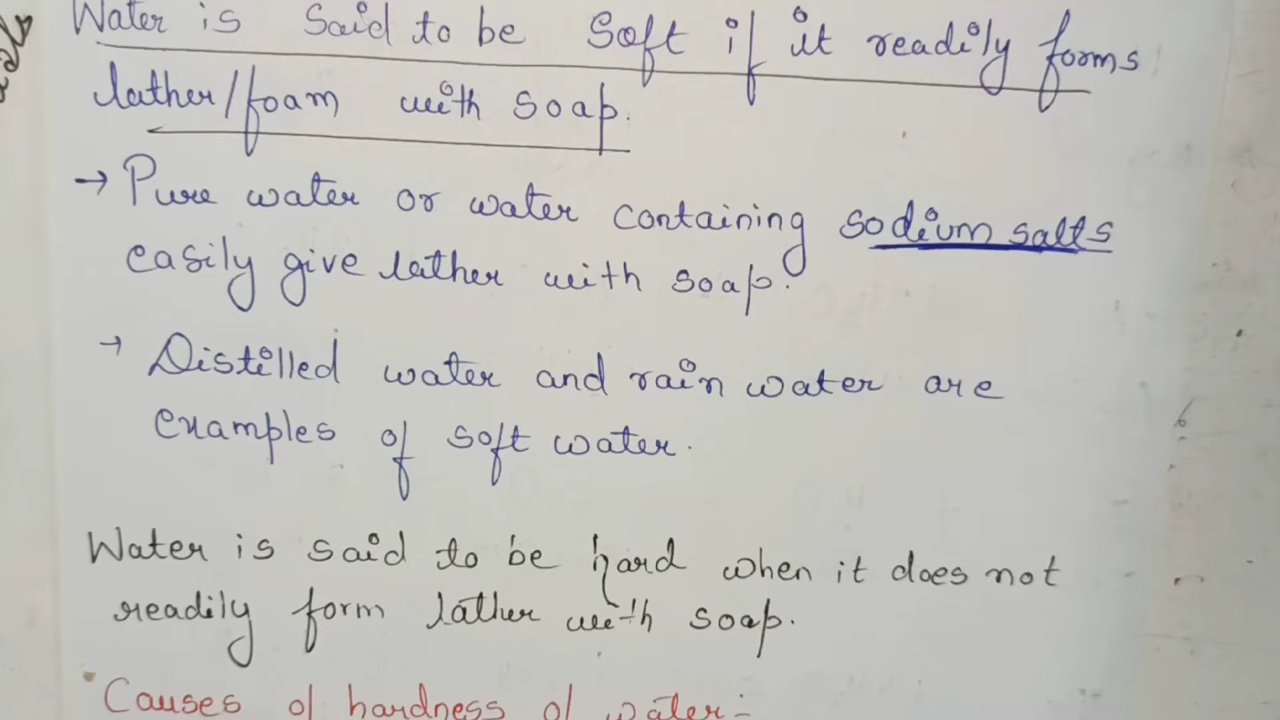 Water is said to be soft if it readily forms
lather/foam with soap.
→ Pure water or water containing sodium salts
easily give lather with soap.
→ Distilled water and rain water are
examples of soft water.
Water is said to be hard when it does not
readily form lather with soap.
Causes of hardness of water:-